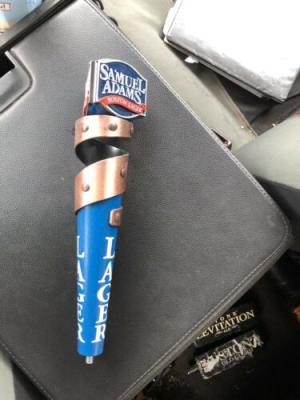 SAMUEL
ADAMS
BOSTON LAGER
LAGER
LAGER
LEVITATION